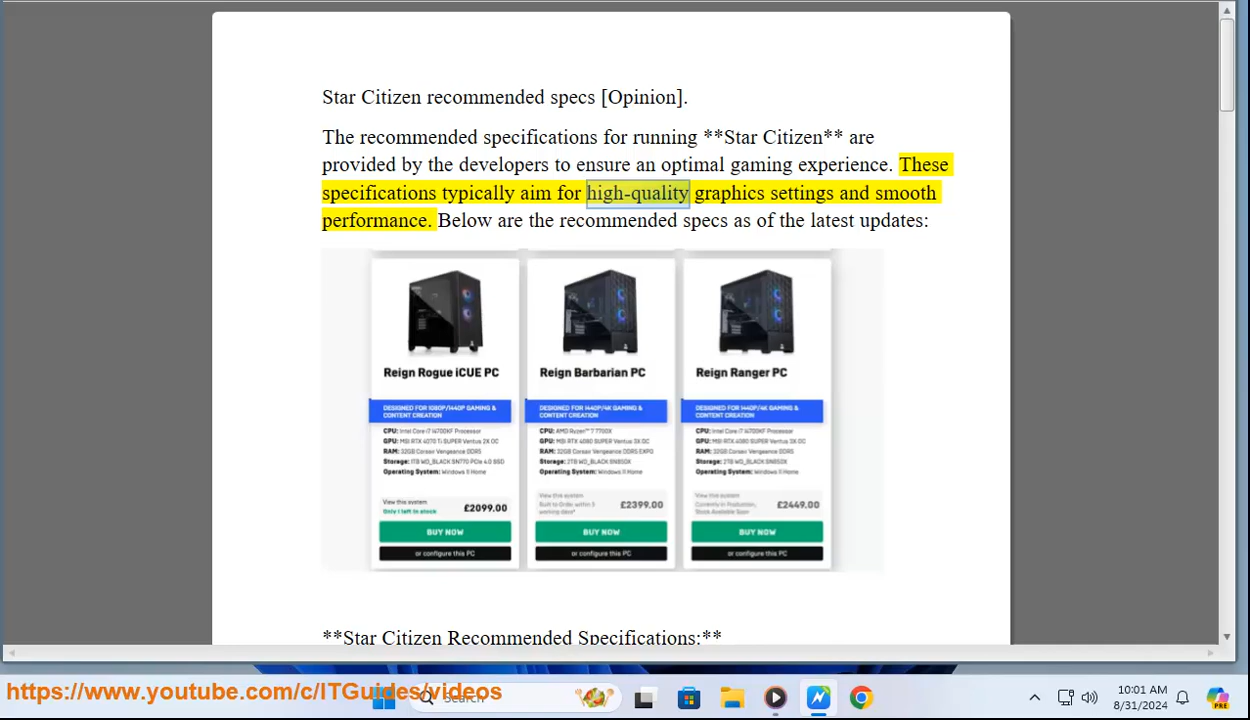 Star Citizen recommended specs [Opinion].
The recommended specifications for running **Star Citizen** are
provided by the developers to ensure an optimal gaming experience. These
specifications typically aim for high-quality graphics settings and smooth
performance. Below are the recommended specs as of the latest updates:
Reign Rogue iCUE PC
DESIGNED FOR 1080P/1440P GAMING &
CONTENT CREATION
CPU: Intel Core i7 14700KF Processor
GPU: MSI RTX 4070 Ti SUPER Ventus 2X OC
RAM: 32GB Corsair Vengeance DDR5
Storage: 1TB WD_BLACK SN770 PCIe 4.0 SSD
Operating System: Windows 11 Home
View this system
Only 1 left in stock
£2099.00
BUY NOW
or configure this PC
Reign Barbarian PC
DESIGNED FOR 1440P/4K GAMING &
CONTENT CREATION
CPU: AMD Ryzen™ 7 7700X
GPU: MSI RTX 4080 SUPER Ventus 3X OC
RAM: 32GB Corsair Vengeance DDR5 EXPO
Storage: 2TB WD_BLACK SN850X
Operating System: Windows 11 Home
View this system
Built to Order within 5
working days*
£2399.00
BUY NOW
or configure this PC
Reign Ranger PC
DESIGNED FOR 1440P/4K GAMING &
CONTENT CREATION
CPU: Intel Core i7 14700KF Processor
GPU: MSI RTX 4080 SUPER Ventus 3X OC
RAM: 32GB Corsair Vengeance DDR5
Storage: 2TB WD_BLACK SN850X
Operating System: Windows 11 Home
View this system
Currently in Production,
Stock Available Soon
£2449.00
BUY NOW
or configure this PC
**Star Citizen Recommended Specifications:**
https://www.youtube.com/c/ITGuides/videos
Search
10:01 AM
8/31/2024
PRE